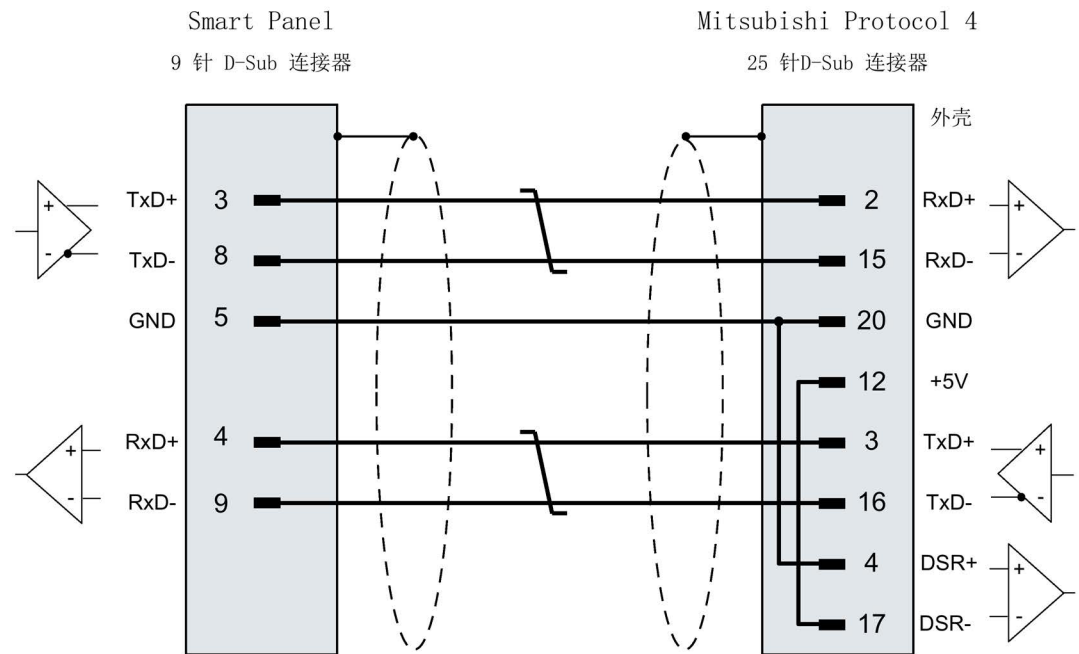 Smart Panel
9 针 D-Sub 连接器
Mitsubishi Protocol 4
25 针D-Sub 连接器
外壳
TxD+ 3 2 RxD+
TxD- 8 15 RxD-
GND 5 20 GND
12 +5V
RxD+ 4 3 TxD+
RxD- 9 16 TxD-
4 DSR+
17 DSR-